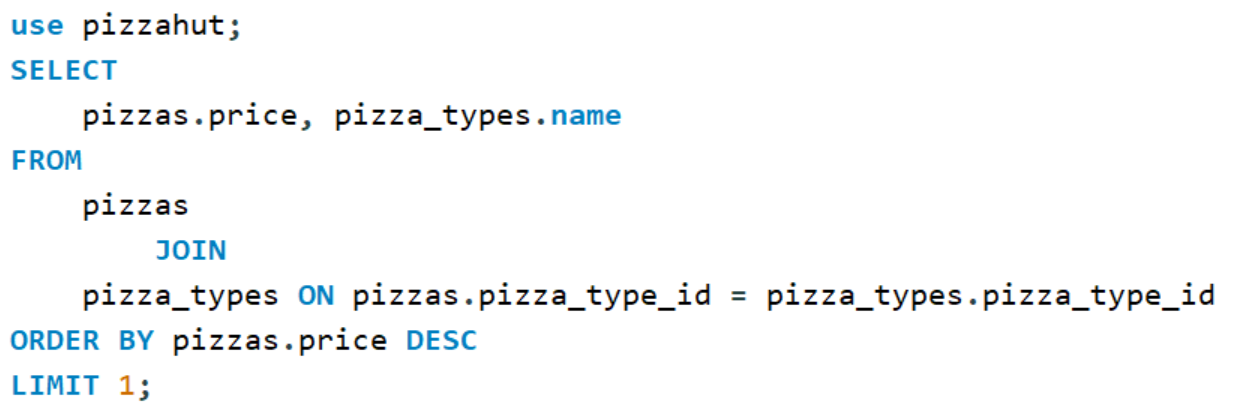 use pizzahut;
SELECT
    pizzas.price, pizza_types.name
FROM
    pizzas
        JOIN
    pizza_types ON pizzas.pizza_type_id = pizza_types.pizza_type_id
ORDER BY pizzas.price DESC
LIMIT 1;